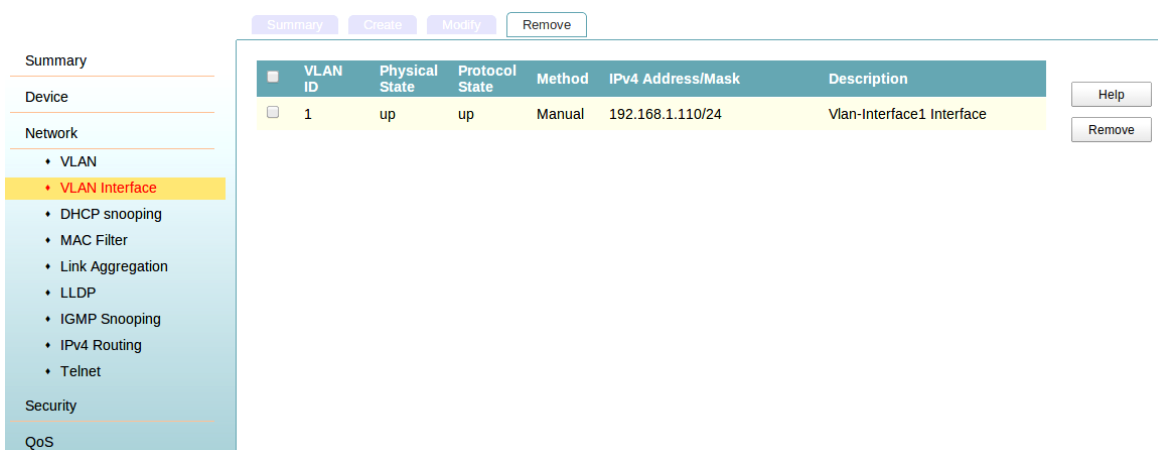 Summary Create Modify Remove
Summary
Device
Network
VLAN
VLAN Interface
DHCP snooping
MAC Filter
Link Aggregation
LLDP
IGMP Snooping
IPv4 Routing
Telnet
Security
QoS
VLAN ID Physical State Protocol State Method IPv4 Address/Mask Description
1 up up Manual 192.168.1.110/24 Vlan-Interface1 Interface
Help
Remove